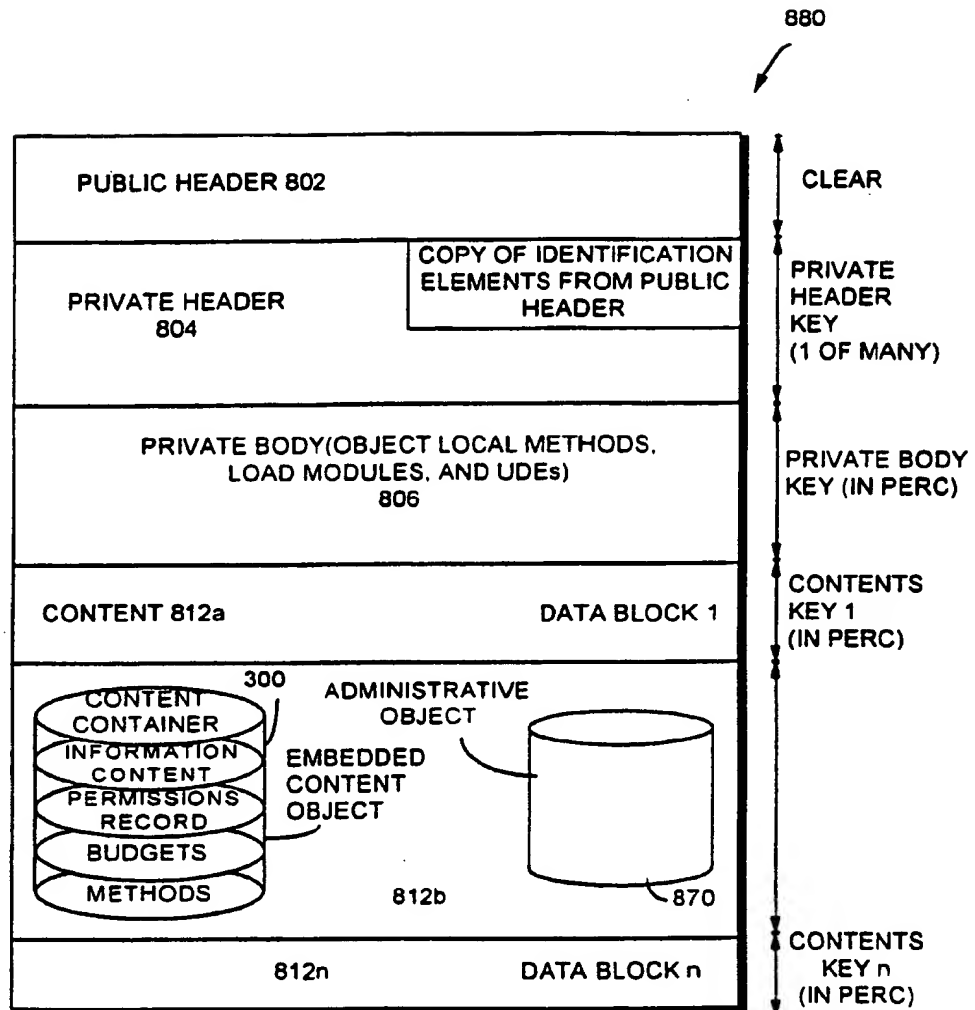 880
PUBLIC HEADER 802
CLEAR
PRIVATE HEADER
804
COPY OF IDENTIFICATION
ELEMENTS FROM PUBLIC
HEADER
PRIVATE
HEADER
KEY
(1 OF MANY)
PRIVATE BODY(OBJECT LOCAL METHODS,
LOAD MODULES, AND UDEs)
806
PRIVATE BODY
KEY (IN PERC)
CONTENT 812a
DATA BLOCK 1
CONTENTS
KEY 1
(IN PERC)
CONTENT
CONTAINER
INFORMATION
CONTENT
PERMISSIONS
RECORD
BUDGETS
METHODS
300
EMBEDDED
CONTENT
OBJECT
ADMINISTRATIVE
OBJECT
812b
870
812n
DATA BLOCK n
CONTENTS
KEY n
(IN PERC)